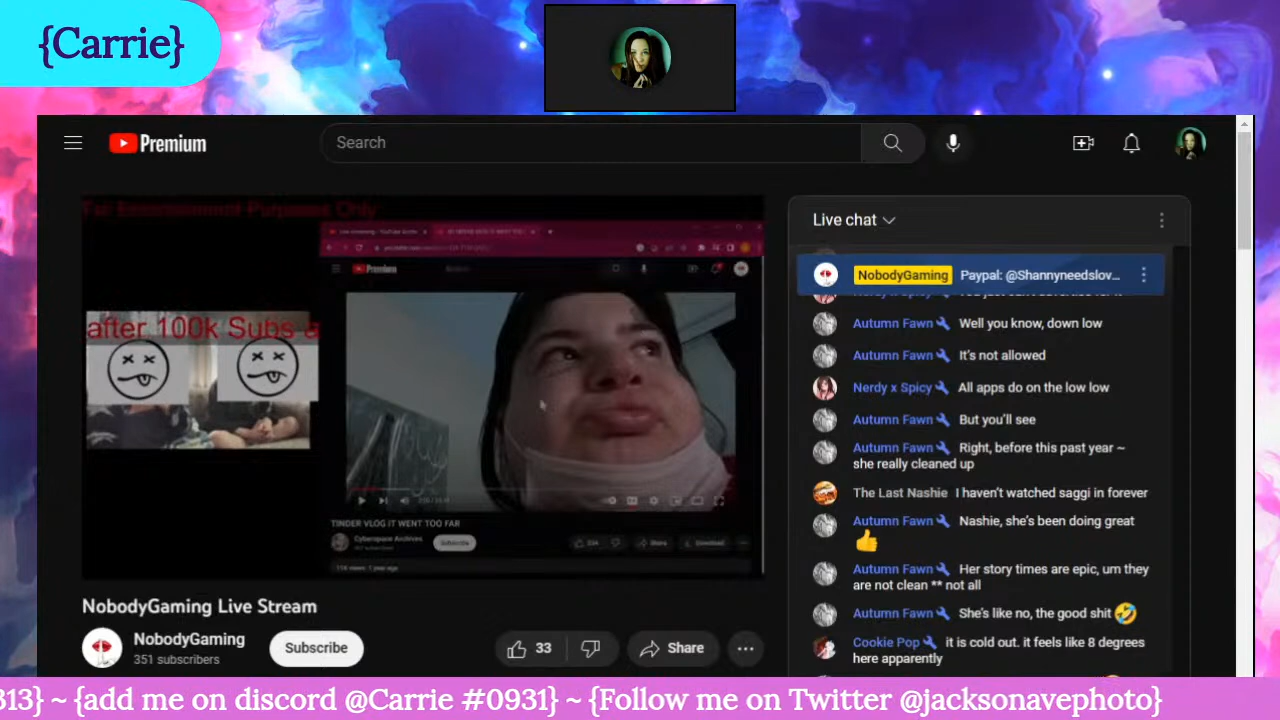 {Carrie}
Premium
Search
For Entertainment Purposes Only
after 100k Subs a
Premium
TINDER VLOG IT WENT TOO FAR
Cyberspace Archives
Subscribe
Share
Download
NobodyGaming Live Stream
NobodyGaming
351 subscribers
Subscribe
33
Share
Live chat
NobodyGaming Paypal: @Shannyneedslov...
Autumn Fawn Well you know, down low
Autumn Fawn It's not allowed
Nerdy x Spicy All apps do on the low low
Autumn Fawn But you'll see
Autumn Fawn Right, before this past year ~
she really cleaned up
The Last Nashie I haven't watched saggi in forever
Autumn Fawn Nashie, she's been doing great
👍
Autumn Fawn Her story times are epic, um they
are not clean ** not all
Autumn Fawn She's like no, the good shit 🤣
Cookie Pop it is cold out. it feels like 8 degrees
here apparently
313} ~ {add me on discord @Carrie #0931} ~ {Follow me on Twitter @jacksonavephoto}